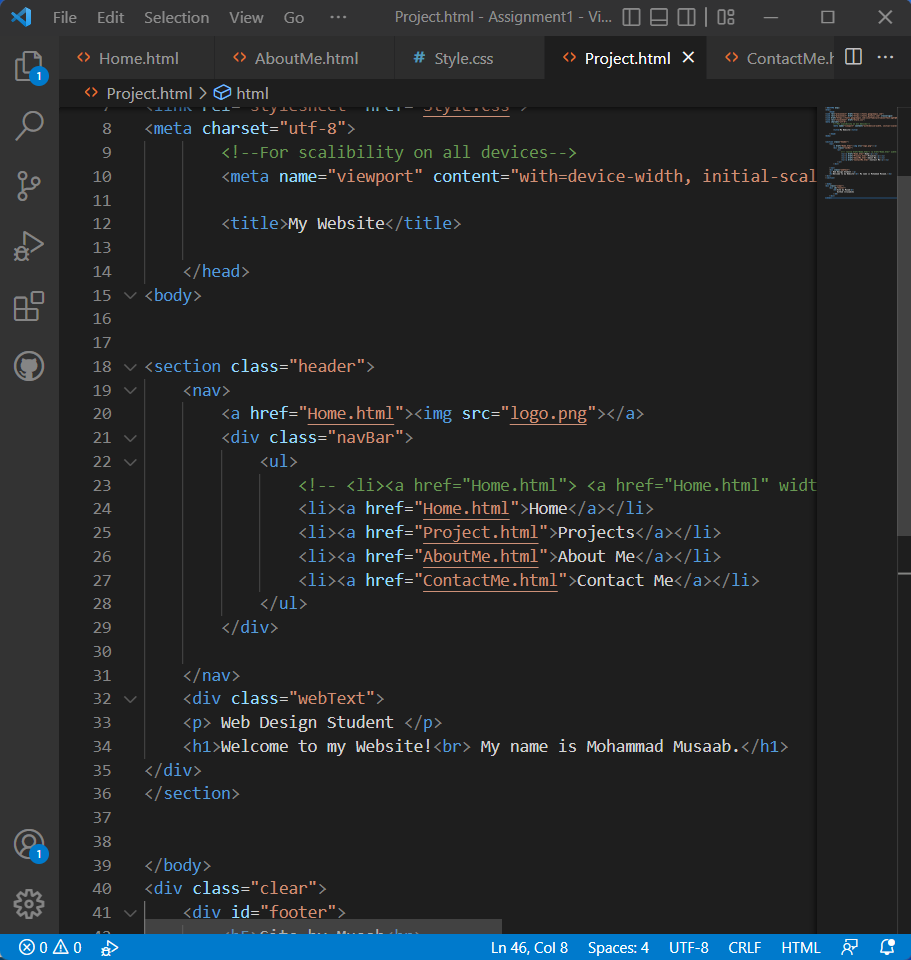 File Edit Selection View Go ··· Project.html - Assignment1 - Vi...
Home.html AboutMe.html # Style.css Project.html ContactMe.h ···
1
Project.html > html
7 <link rel="stylesheet" href="Style.css">
8 <meta charset="utf-8">
9 <!--For scalibility on all devices-->
10 <meta name="viewport" content="with=device-width, initial-scal
11
12 <title>My Website</title>
13
14 </head>
15 <body>
16
17
18 <section class="header">
19 <nav>
20 <a href="Home.html"><img src="logo.png"></a>
21 <div class="navBar">
22 <ul>
23 <!-- <li><a href="Home.html"> <a href="Home.html" widt
24 <li><a href="Home.html">Home</a></li>
25 <li><a href="Project.html">Projects</a></li>
26 <li><a href="AboutMe.html">About Me</a></li>
27 <li><a href="ContactMe.html">Contact Me</a></li>
28 </ul>
29 </div>
30
31 </nav>
32 <div class="webText">
33 <p> Web Design Student </p>
34 <h1>Welcome to my Website!<br> My name is Mohammad Musaab.</h1>
35 </div>
36 </section>
37
38
39 </body>
1
40 <div class="clear">
41 <div id="footer">
0 0 Ln 46, Col 8 Spaces: 4 UTF-8 CRLF HTML